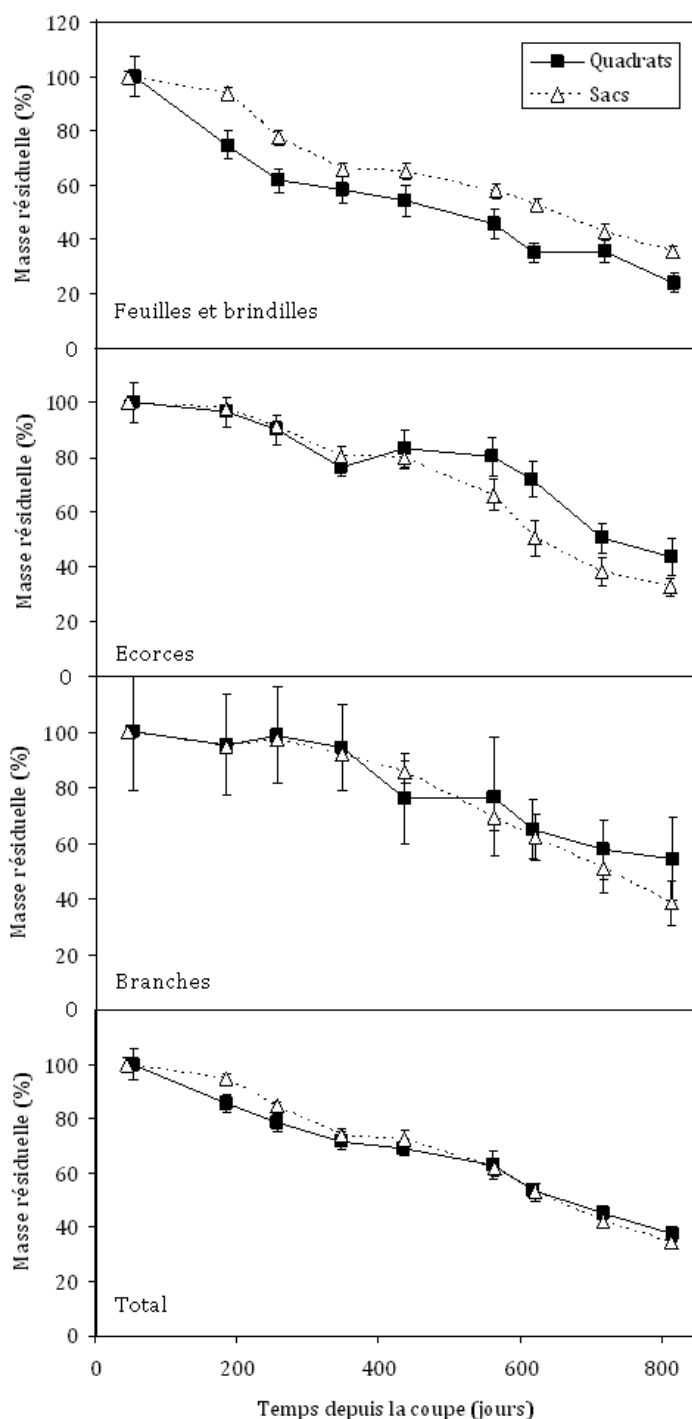 120
100
80
60
40
20
0
Masse résiduelle (%)
Quadrats
Sacs
Feuilles et brindilles
100
80
60
40
20
0
Masse résiduelle (%)
Ecorces
100
80
60
40
20
0
Masse résiduelle (%)
Branches
100
80
60
40
20
0
Masse résiduelle (%)
Total
0 200 400 600 800
Temps depuis la coupe (jours)